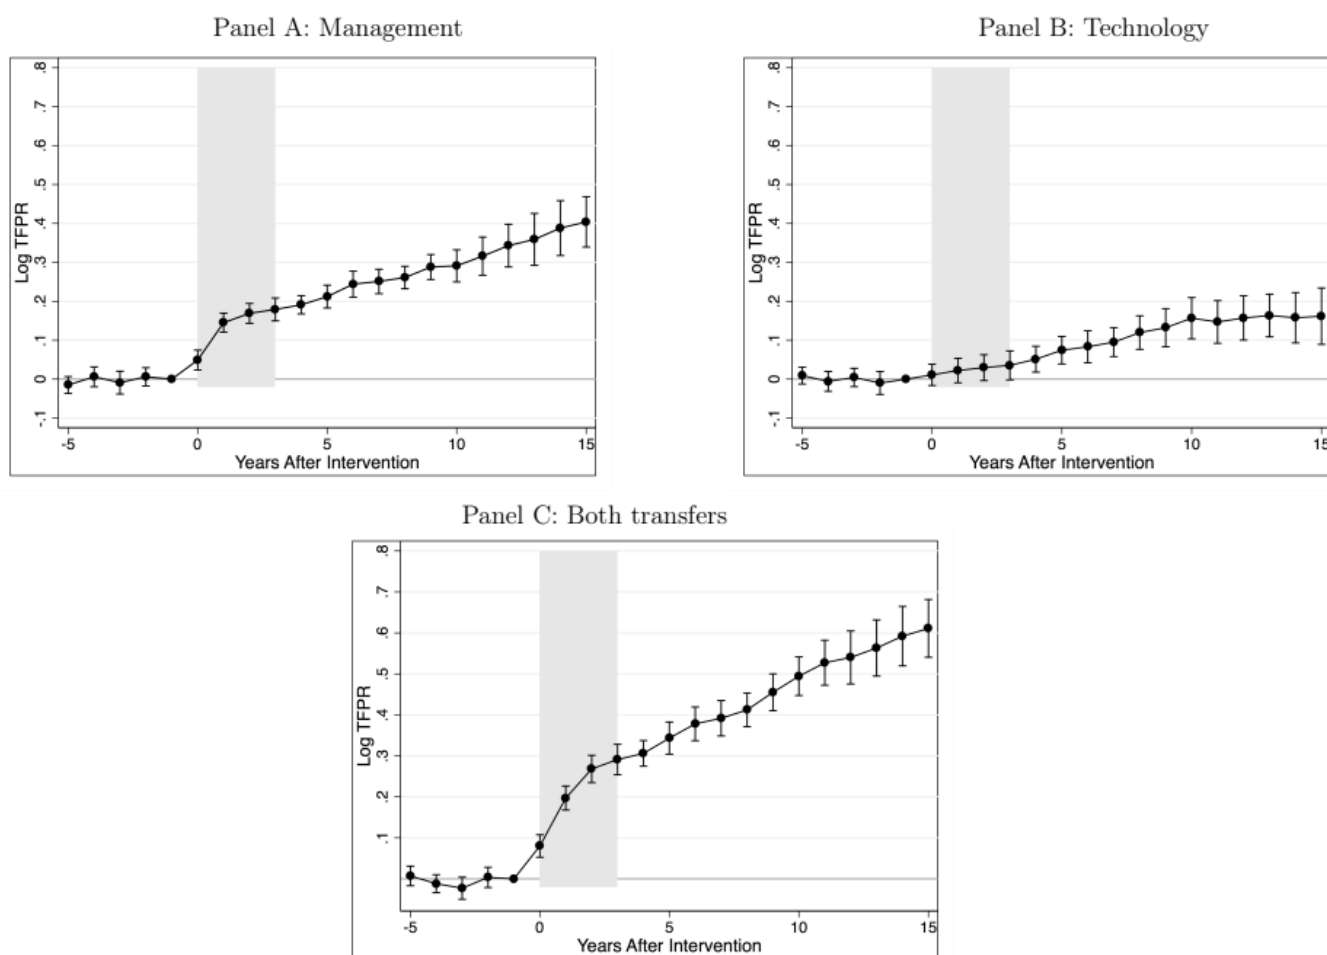 Panel A: Management
.8
.7
.6
.5
.4
.3
.2
.1
0
-.1
Log TFPR
-5 0 5 10 15
Years After Intervention
Panel B: Technology
.8
.7
.6
.5
.4
.3
.2
.1
0
-.1
Log TFPR
-5 0 5 10 15
Years After Intervention
Panel C: Both transfers
.8
.7
.6
.5
.4
.3
.2
.1
Log TFPR
-5 0 5 10 15
Years After Intervention